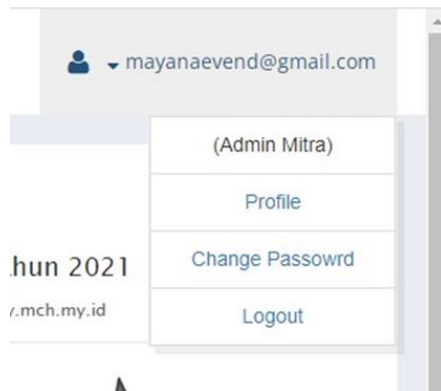 mayanaevend@gmail.com
(Admin Mitra)
Profile
Change Passowrd
Logout
hun 2021
.mch.my.id